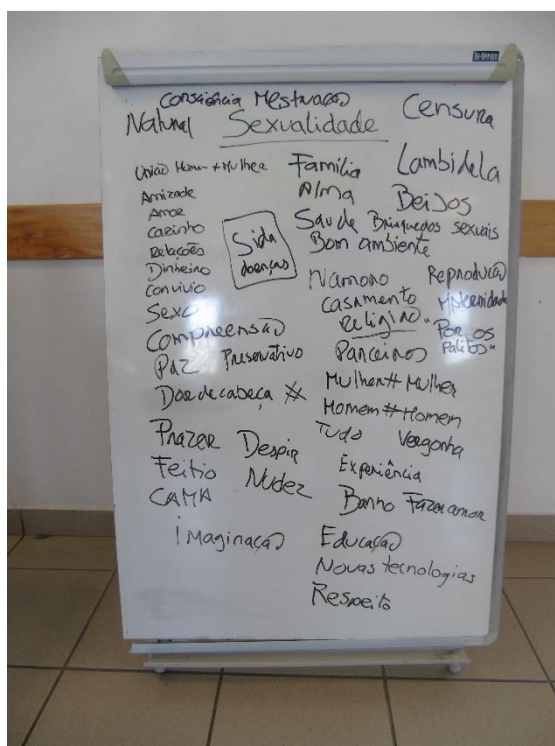 Consciência Mestruação
Natural Sexualidade Censura
União Homem + Mulher
Amizade
Amor
Carinho
Relações
Dinheiro
Convivio
Sexo
Compreensão
Paz Preservativo
Dor de cabeça #
Prazer Despir
Feitio Nudez
CAMA
imaginação
Sida
doenças
Família Lambidela
Alma Beijos
Saúde Brinquedos sexuais
Bom ambiente
Namoro Reprodução
Casamento Maternidade
Religião "Por os
Palitos"
Parceiros
Mulher # Mulher
Homem # Homem
Tudo Vergonha
Experiência
Banho Fazer amor
Educação
Novas tecnologias
Respeito